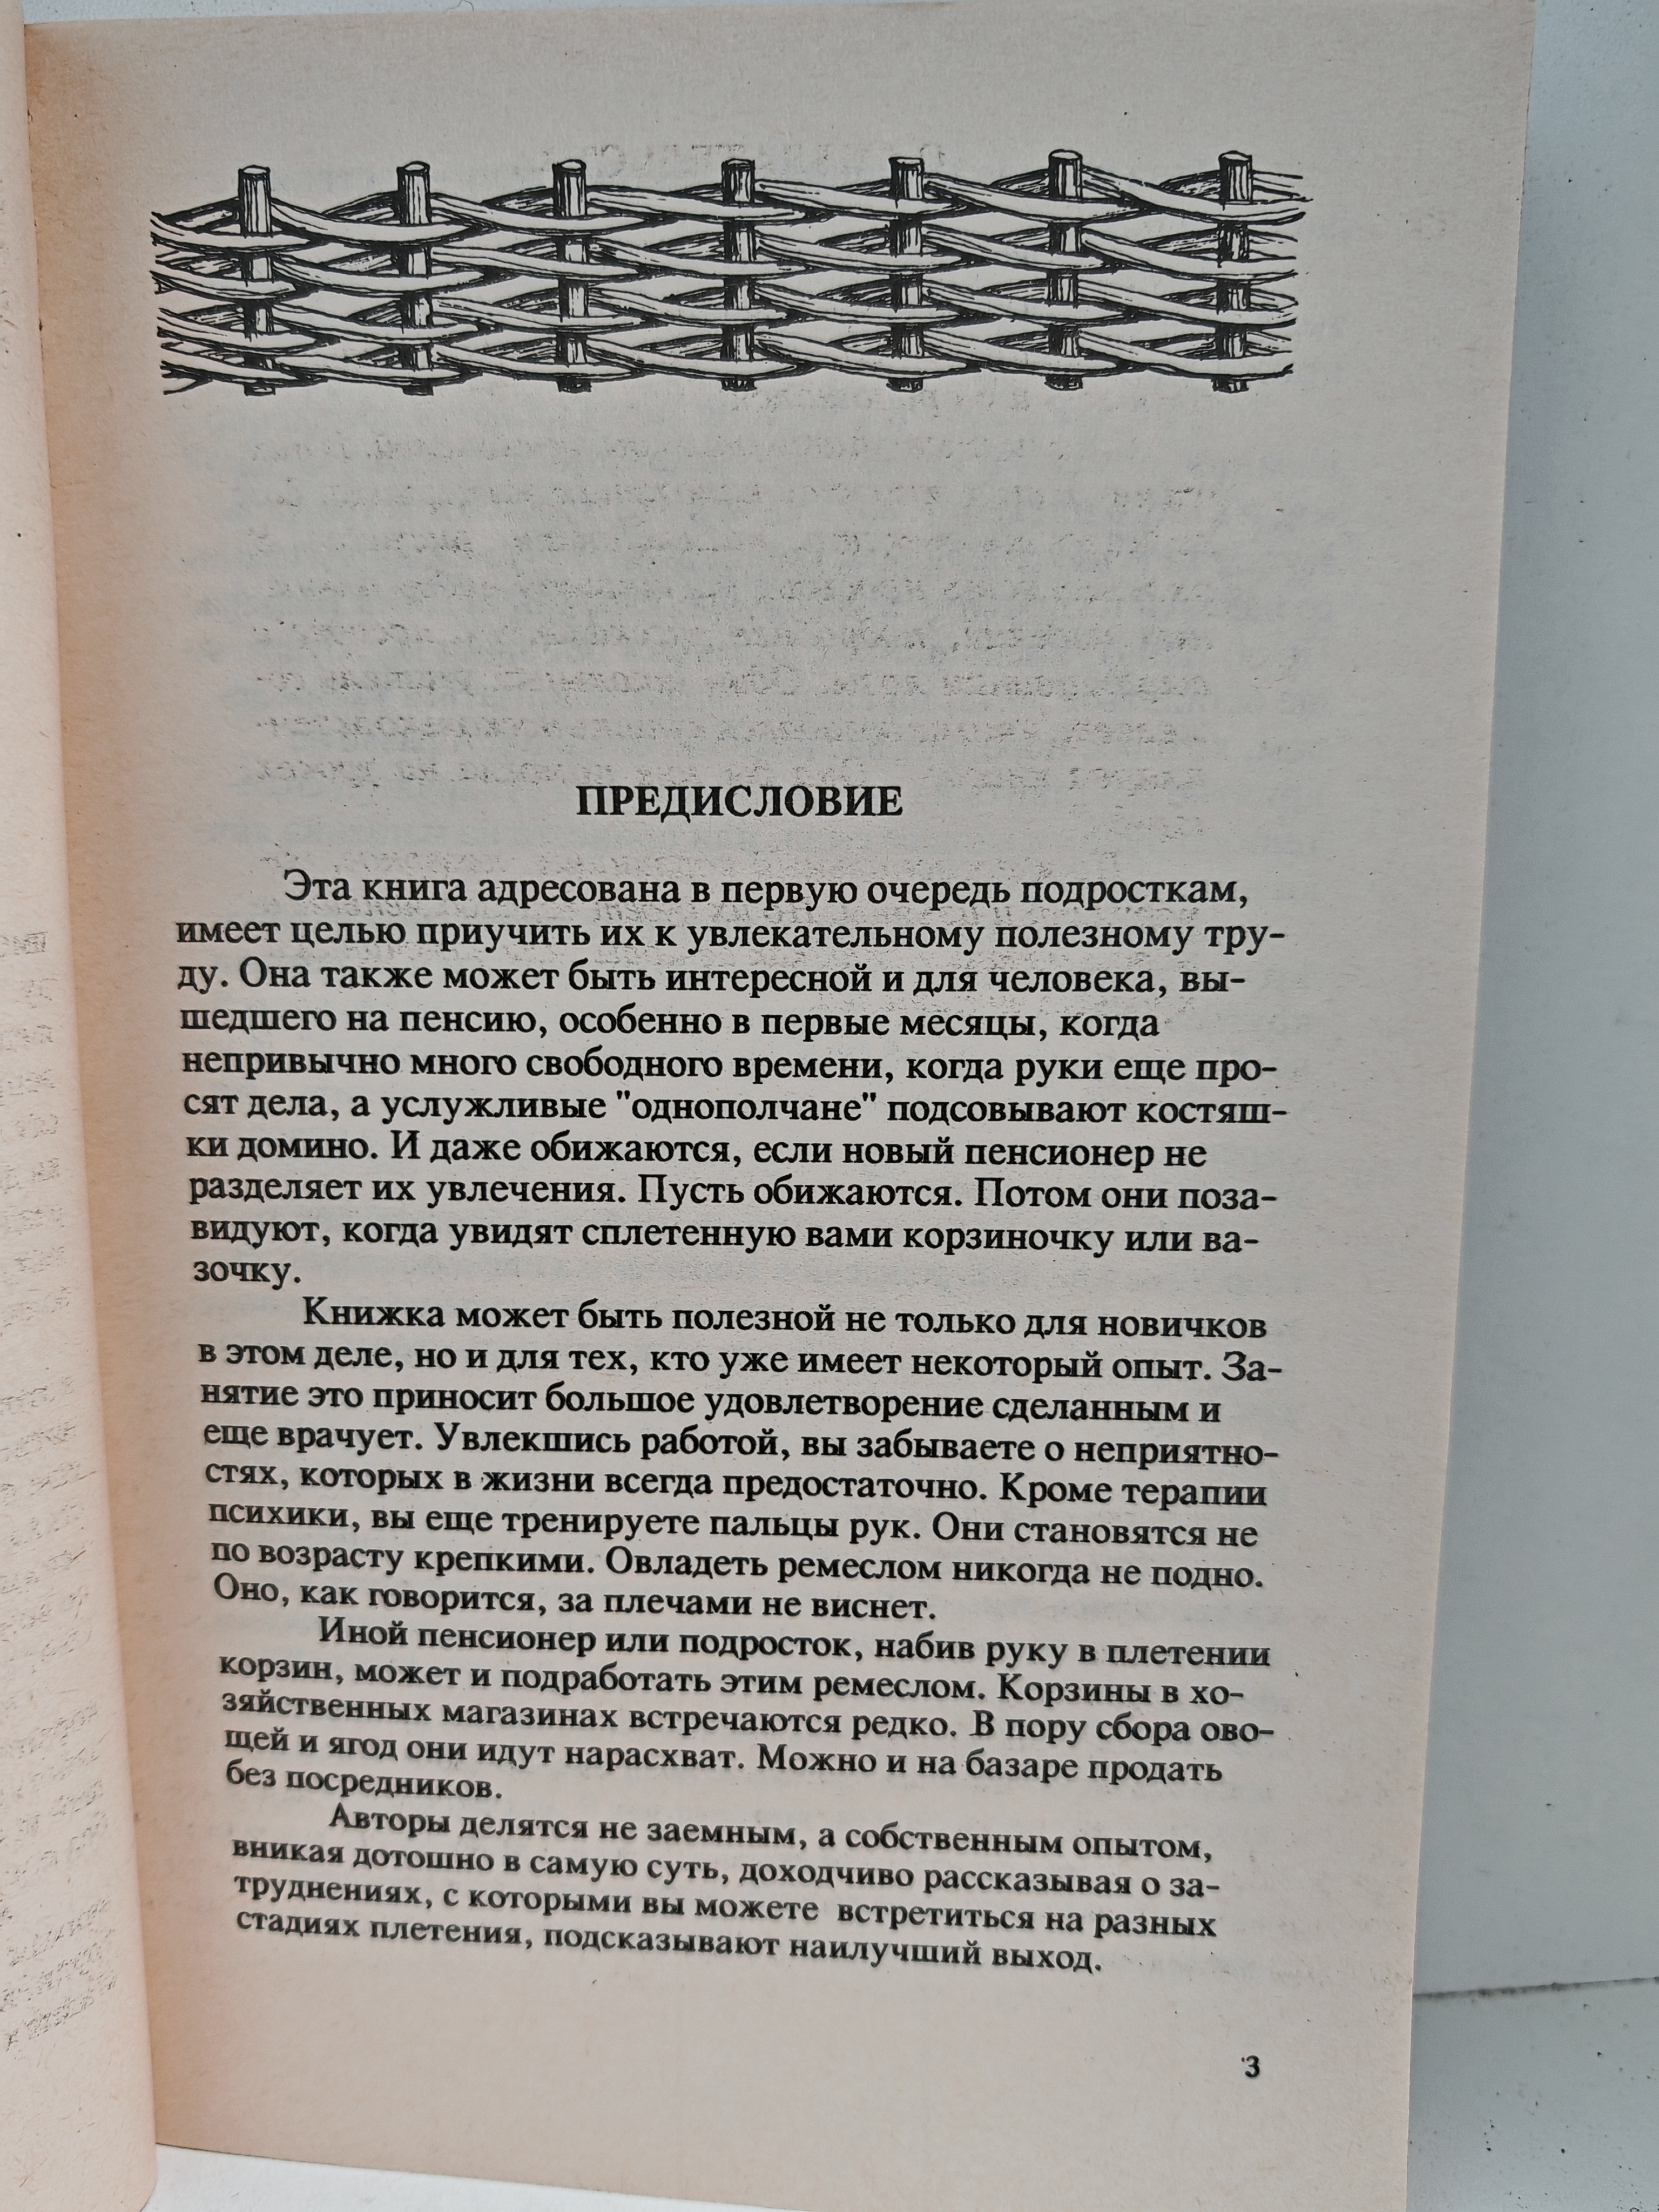 ПРЕДИСЛОВИЕ
Эта книга адресована в первую очередь подросткам,
имеет целью приучить их к увлекательному полезному тру-
ду. Она также может быть интересной и для человека, вы-
шедшего на пенсию, особенно в первые месяцы, когда
непривычно много свободного времени, когда руки еще про-
сят дела, а услужливые "однополчане" подсовывают костяш-
ки домино. И даже обижаются, если новый пенсионер не
разделяет их увлечения. Пусть обижаются. Потом они поза-
видуют, когда увидят сплетенную вами корзиночку или ва-
зочку.
Книжка может быть полезной не только для новичков
в этом деле, но и для тех, кто уже имеет некоторый опыт. За-
нятие это приносит большое удовлетворение сделанным и
еще врачует. Увлекшись работой, вы забываете о неприятно-
стях, которых в жизни всегда предостаточно. Кроме терапии
психики, вы еще тренируете пальцы рук. Они становятся не
по возрасту крепкими. Овладеть ремеслом никогда не подно.
Оно, как говорится, за плечами не виснет.
Иной пенсионер или подросток, набив руку в плетении
корзин, может и подработать этим ремеслом. Корзины в хо-
зяйственных магазинах встречаются редко. В пору сбора ово-
щей и ягод они идут нарасхват. Можно и на базаре продать
без посредников.
Авторы делятся не заемным, а собственным опытом,
вникая дотошно в самую суть, доходчиво рассказывая о за-
труднениях, с которыми вы можете встретиться на разных
стадиях плетения, подсказывают наилучший выход.
3